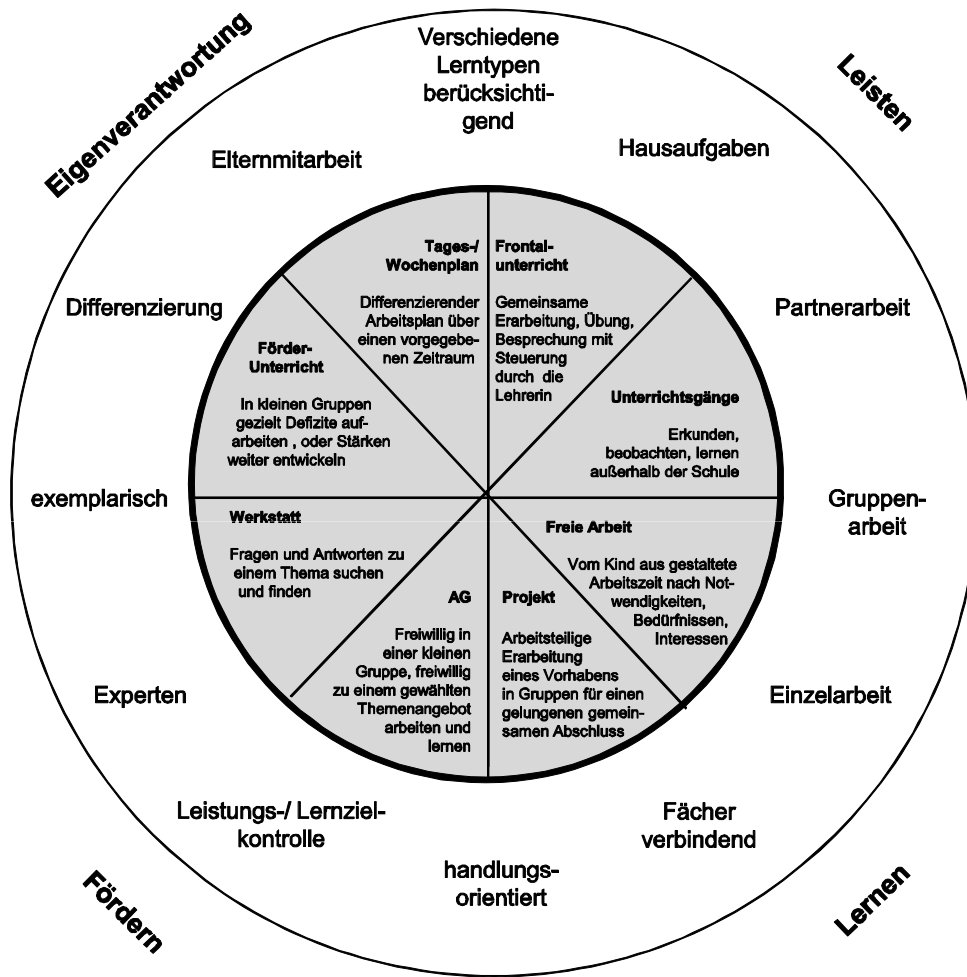 Eigenverantwortung
Leisten
Verschiedene
Lerntypen
berücksichti-
gend
Hausaufgaben
Elternmitarbeit
Partnerarbeit
Differenzierung
Gruppen-
arbeit
exemplarisch
Einzelarbeit
Experten
Fächer
verbindend
Leistungs-/ Lernziel-
kontrolle
handlungs-
orientiert
Fördern
Lernen
Tages-/
Wochenplan
Differenzierender
Arbeitsplan über
einen vorgegebe-
nen Zeitraum
Frontal-
unterricht
Gemeinsame
Erarbeitung, Übung,
Besprechung mit
Steuerung
durch die
Lehrerin
Förder-
Unterricht
In kleinen Gruppen
gezielt Defizite auf-
arbeiten , oder Stärken
weiter entwickeln
Unterrichtsgänge
Erkunden,
beobachten, lernen
außerhalb der Schule
Werkstatt
Fragen und Antworten zu
einem Thema suchen
und finden
Freie Arbeit
Vom Kind aus gestaltete
Arbeitszeit nach Not-
wendigkeiten,
Bedürfnissen,
Interessen
AG
Freiwillig in
einer kleinen
Gruppe, freiwillig
zu einem gewählten
Themenangebot
arbeiten und
lernen
Projekt
Arbeitsteilige
Erarbeitung
eines Vorhabens
in Gruppen für einen
gelungenen gemein-
samen Abschluss